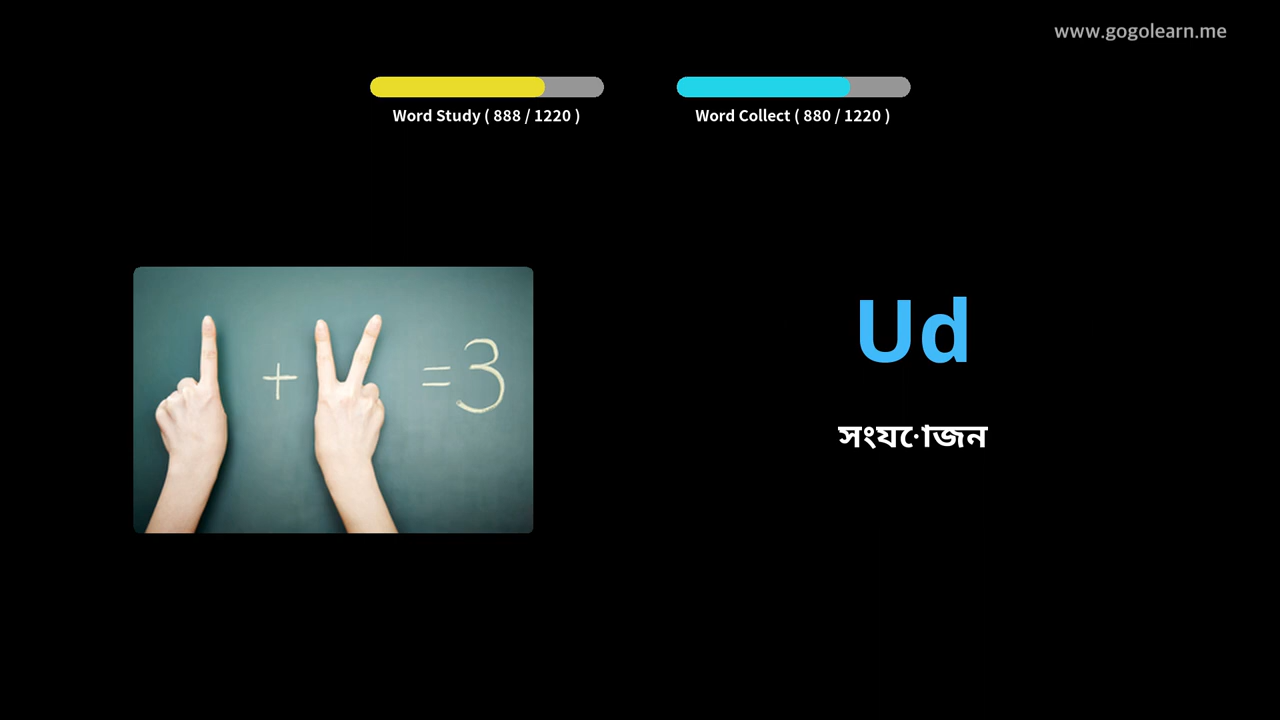 www.gogolearn.me
Word Study ( 888 / 1220 )
Word Collect ( 880 / 1220 )
+ = 3
Ud
সংযোজন